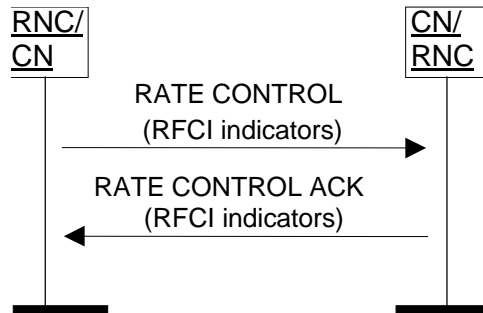 RNC/
CN
CN/
RNC
RATE CONTROL
(RFCI indicators)
RATE CONTROL ACK
(RFCI indicators)